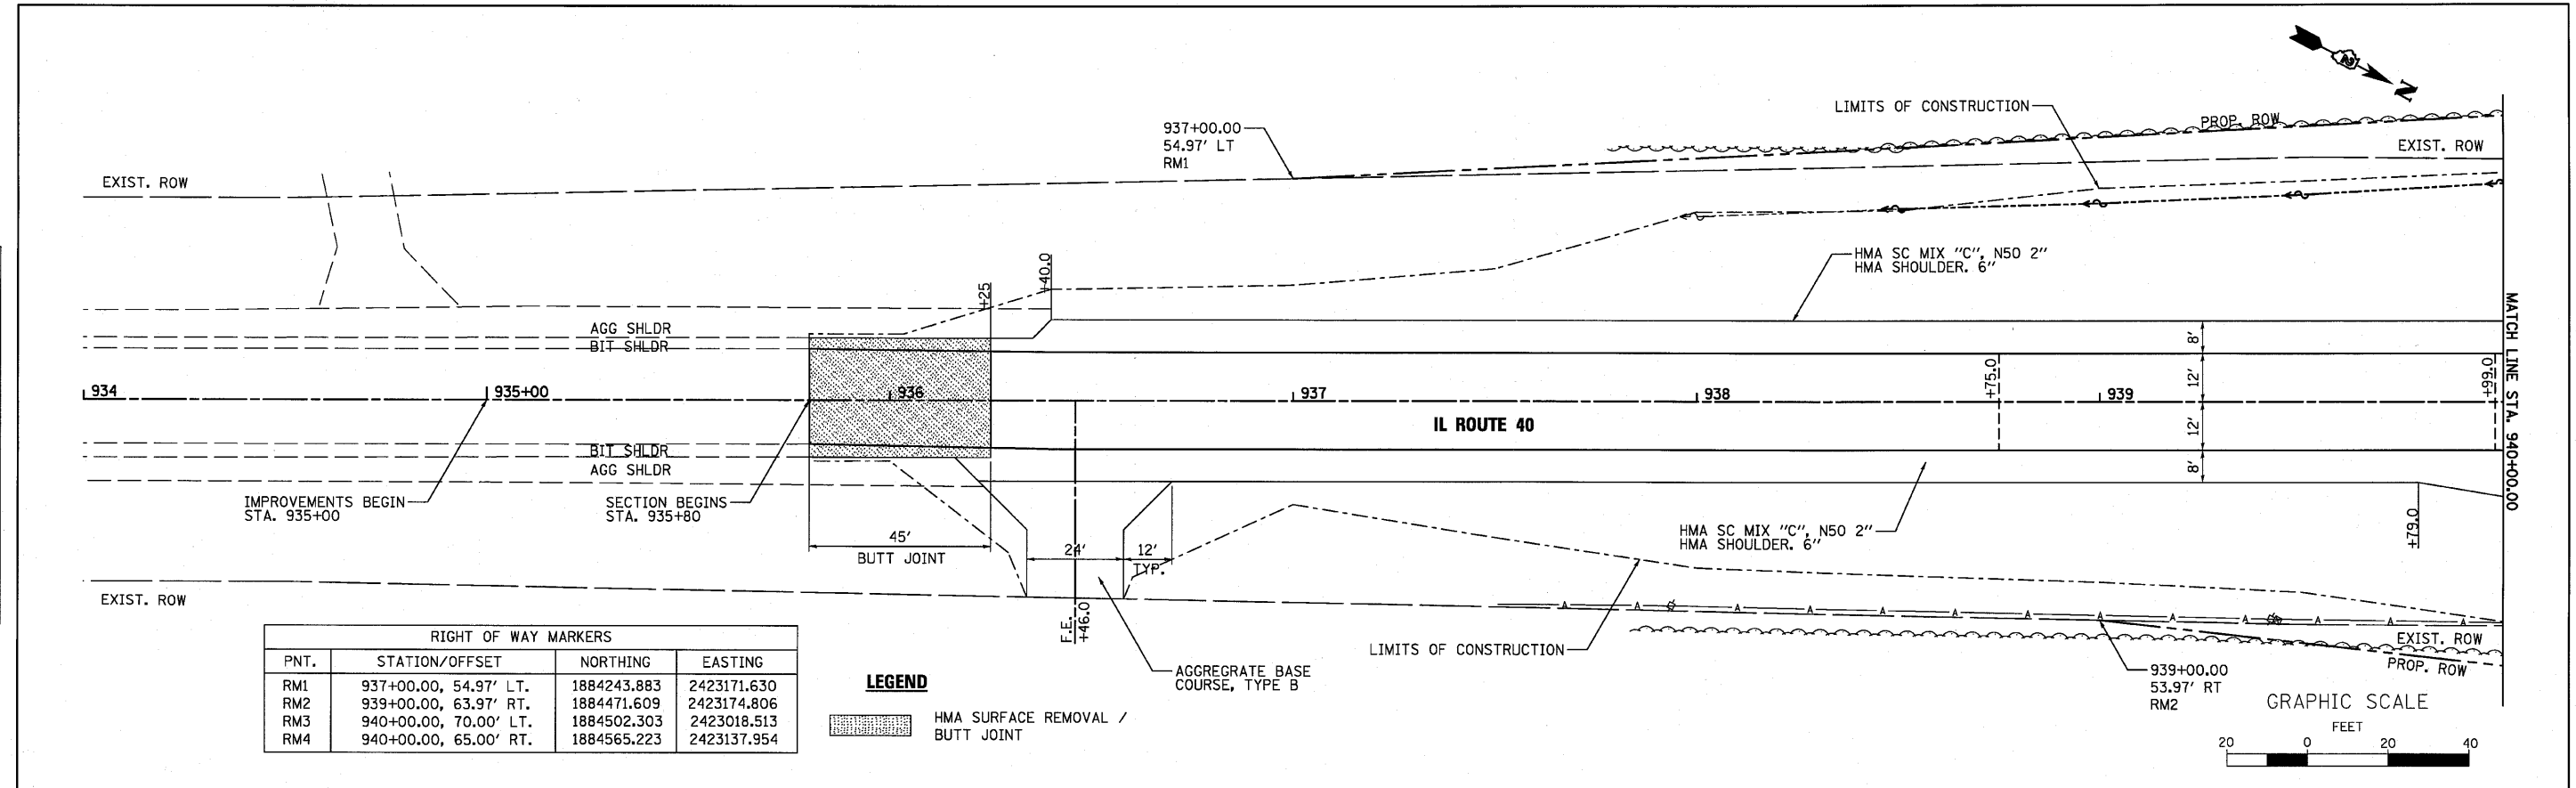 N
LIMITS OF CONSTRUCTION
PROP. ROW
937+00.00
54.97' LT
RM1
EXIST. ROW
EXIST. ROW
HMA SC MIX "C", N50 2"
HMA SHOULDER. 6"
+40.0
+25
AGG SHLDR
BIT SHLDR
8'
12'
+75.0
+99.0
MATCH LINE STA. 940+00.00
934
935+00
936
937
938
939
IL ROUTE 40
12'
8'
BIT SHLDR
AGG SHLDR
IMPROVEMENTS BEGIN
STA. 935+00
SECTION BEGINS
STA. 935+80
45'
BUTT JOINT
24'
12'
TYP.
HMA SC MIX "C", N50 2"
HMA SHOULDER. 6"
+79.0
EXIST. ROW
F.E.
+46.0
A A A A A A A A A A A A A
LIMITS OF CONSTRUCTION
EXIST. ROW
PROP. ROW
AGGREGRATE BASE
COURSE, TYPE B
939+00.00
53.97' RT
RM2
RIGHT OF WAY MARKERS
PNT. STATION/OFFSET NORTHING EASTING
RM1 937+00.00, 54.97' LT. 1884243.883 2423171.630
RM2 939+00.00, 63.97' RT. 1884471.609 2423174.806
RM3 940+00.00, 70.00' LT. 1884502.303 2423018.513
RM4 940+00.00, 65.00' RT. 1884565.223 2423137.954
LEGEND
HMA SURFACE REMOVAL /
BUTT JOINT
GRAPHIC SCALE
FEET
20 0 20 40